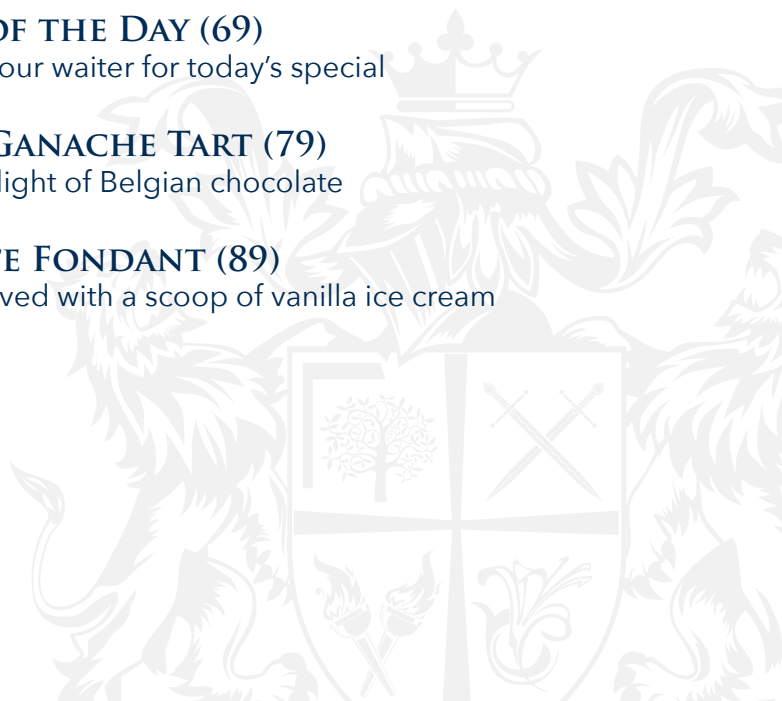 OF THE DAY (69)
our waiter for today's special
GANACHE TART (79)
light of Belgian chocolate
E FONDANT (89)
ved with a scoop of vanilla ice cream